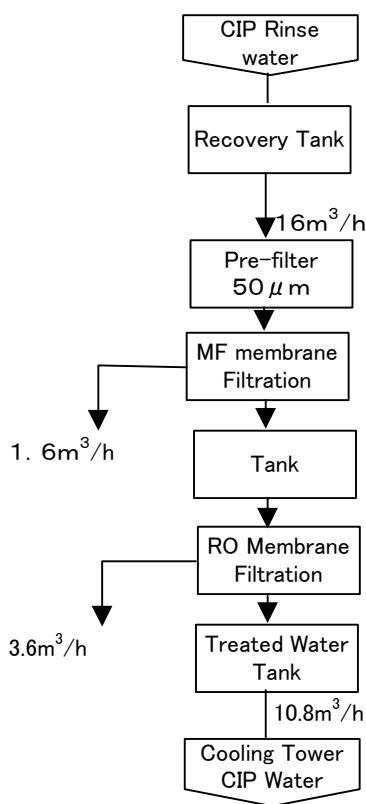 CIP Rinse
water
Recovery Tank
16m³/h
Pre-filter
50μm
MF membrane
Filtration
1. 6m³/h
Tank
RO Membrane
Filtration
3.6m³/h
Treated Water
Tank
10.8m³/h
Cooling Tower
CIP Water